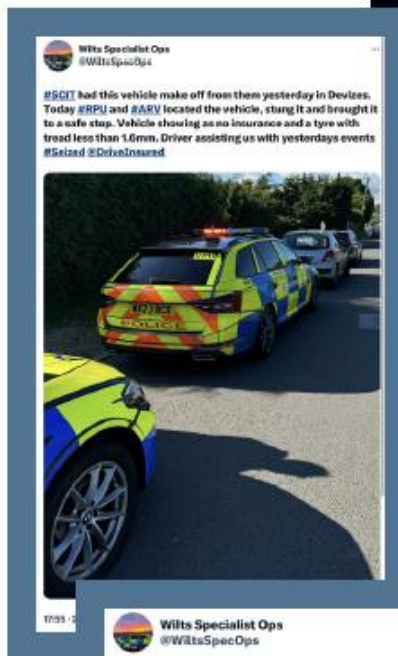 Wilts Specialist Ops
@WiltsSpecOps
#SCIT had this vehicle make off from them yesterday in Devizes.
Today #RPU and #ARV located the vehicle, stung it and brought it
to a safe stop. Vehicle showing as no insurance and a tyre with
tread less than 1.6mm. Driver assisting us with yesterdays events
#Seized @DriveInsured
POLICE
17:55
Wilts Specialist Ops
@WiltsSpecOps